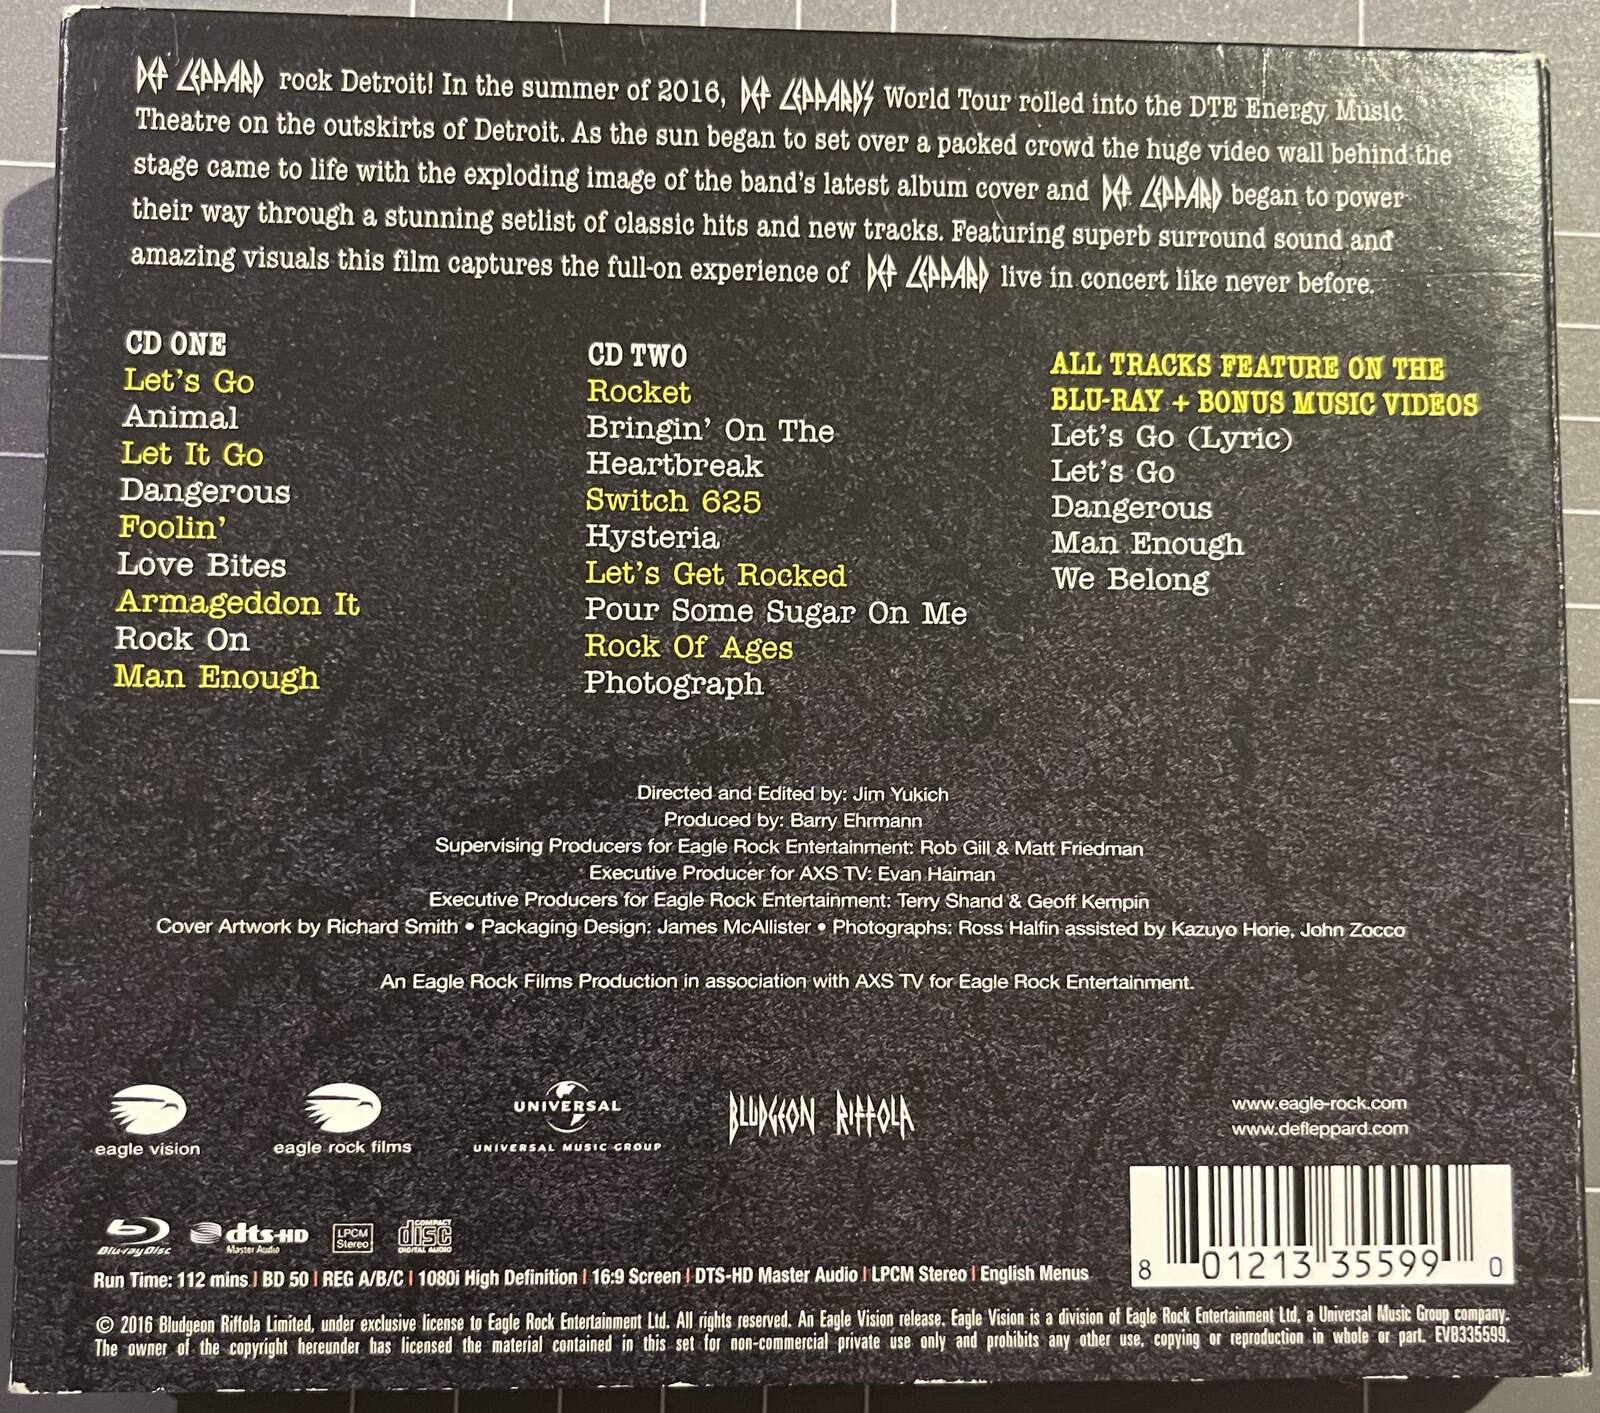 DEF LEPPARD rock Detroit! In the summer of 2016, DEF LEPPARD'S World Tour rolled into the DTE Energy Music
Theatre on the outskirts of Detroit. As the sun began to set over a packed crowd the huge video wall behind the
stage came to life with the exploding image of the band's latest album cover and DEF LEPPARD began to power
their way through a stunning setlist of classic hits and new tracks. Featuring superb surround sound and
amazing visuals this film captures the full-on experience of DEF LEPPARD live in concert like never before.
CD ONE
Let's Go
Animal
Let It Go
Dangerous
Foolin'
Love Bites
Armageddon It
Rock On
Man Enough
CD TWO
Rocket
Bringin' On The
Heartbreak
Switch 625
Hysteria
Let's Get Rocked
Pour Some Sugar On Me
Rock Of Ages
Photograph
ALL TRACKS FEATURE ON THE
BLU-RAY + BONUS MUSIC VIDEOS
Let's Go (Lyric)
Let's Go
Dangerous
Man Enough
We Belong
Directed and Edited by: Jim Yukich
Produced by: Barry Ehrmann
Supervising Producers for Eagle Rock Entertainment: Rob Gill & Matt Friedman
Executive Producer for AXS TV: Evan Haiman
Executive Producers for Eagle Rock Entertainment: Terry Shand & Geoff Kempin
Cover Artwork by Richard Smith • Packaging Design: James McAllister • Photographs: Ross Halfin assisted by Kazuyo Horie, John Zocco
An Eagle Rock Films Production in association with AXS TV for Eagle Rock Entertainment.
eagle vision
eagle rock films
UNIVERSAL
UNIVERSAL MUSIC GROUP
BLUDGEON RIFFOLA
www.eagle-rock.com
www.defleppard.com
Blu-ray Disc
dts-HD
Master Audio
LPCM
Stereo
COMPACT
disc
DIGITAL AUDIO
8 01213 35599 0
Run Time: 112 mins | BD 50 | REG A/B/C | 1080i High Definition | 16:9 Screen | DTS-HD Master Audio | LPCM Stereo | English Menus
© 2016 Bludgeon Riffola Limited, under exclusive license to Eagle Rock Entertainment Ltd. All rights reserved. An Eagle Vision release. Eagle Vision is a division of Eagle Rock Entertainment Ltd, a Universal Music Group company.
The owner of the copyright hereunder has licensed the material contained in this set for non-commercial private use only and prohibits any other use, copying or reproduction in whole or part. EVB335599.